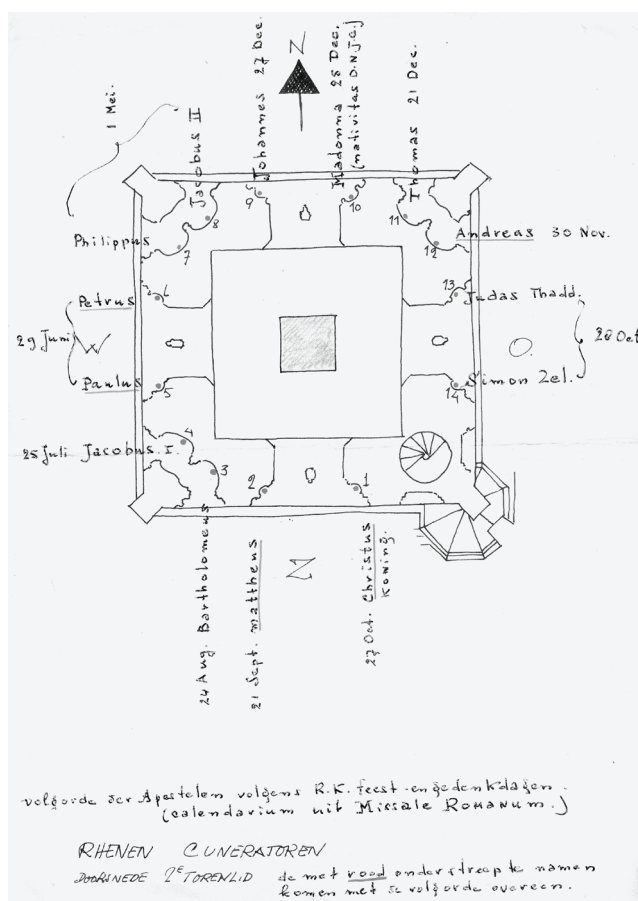 1 Mei.
Jacobus II
Johannes 27 Dec.
Z
Madonna 28 Dec.
(nativitas D.N.J.C.)
Thomas 21 Dec.
Philippus
Andreas 30 Nov.
7
8
9
10
11
12
Petrus
6
13
Judas Thadd.
29 Juni
W
O.
28 Oct
Paulus
5
14
Simon Zel.
25 Juli Jacobus. I.
4
3
2
1
24 Aug. Bartholomeus
21 Sept. mattheus
Z
27 Oct. Christus
Koning.
volgorde der Apostelen volgens R.K. feest- en gedenkdagen.
(calendarium uit Missale Romanum.)
RHENEN CUNERATOREN
DOORSNEDE 2E TORENLID
de met rood onderstreepte namen
komen met de volgorde overeen.